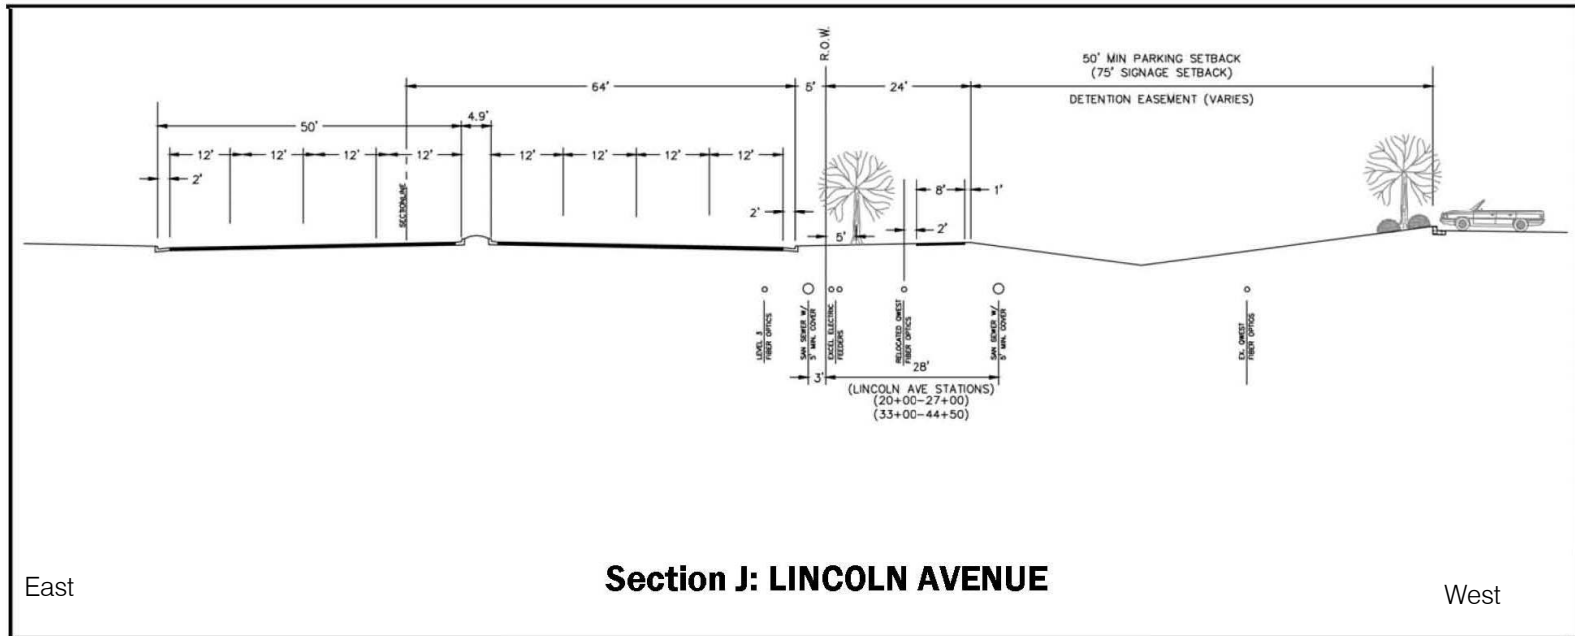 R.O.W.
50' MIN PARKING SETBACK
(75' SIGNAGE SETBACK)
64'
5'
24'
DETENTION EASEMENT (VARIES)
50'
4.9'
12'
12'
12'
12'
12'
12'
12'
12'
2'
8'
1'
SECTIONLINE
2'
5'
2'
LEVEL 3
FIBER OPTICS
SAN SEWER W/
5' MIN. COVER
EXCEL ELECTRIC
FEEDERS
RELOCATED QWEST
FIBER OPTICS
SAN SEWER W/
5' MIN. COVER
EX. QWEST
FIBER OPTICS
28'
3'
(LINCOLN AVE STATIONS)
(20+00-27+00)
(33+00-44+50)
Section J: LINCOLN AVENUE
East
West